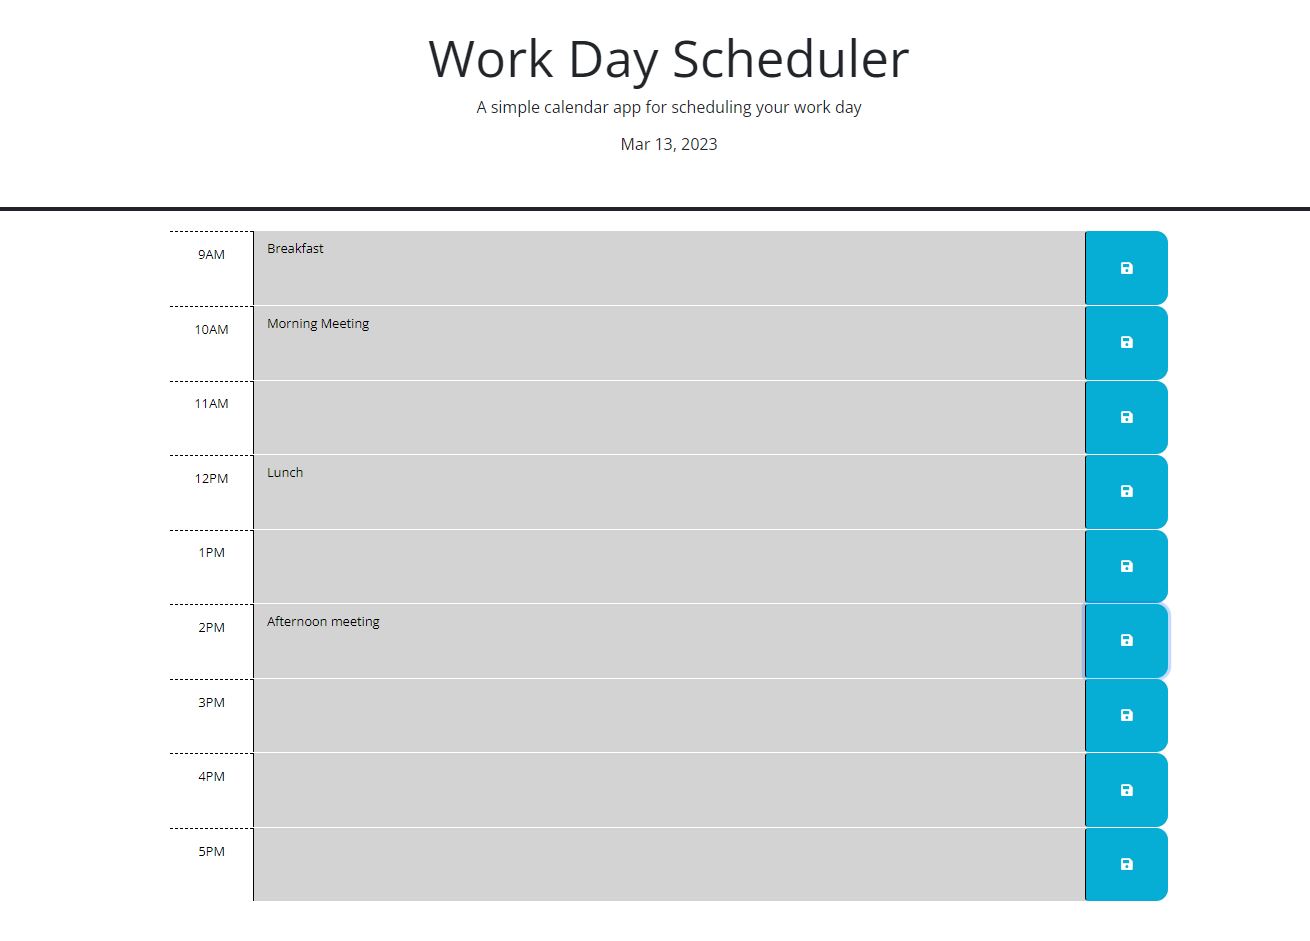 Work Day Scheduler
A simple calendar app for scheduling your work day
Mar 13, 2023
9AM Breakfast
10AM Morning Meeting
11AM
12PM Lunch
1PM
2PM Afternoon meeting
3PM
4PM
5PM